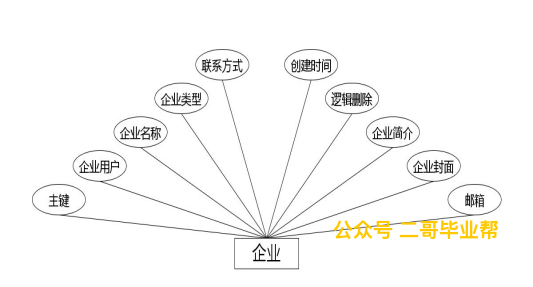 联系方式
创建时间
企业类型
逻辑删除
企业名称
企业简介
企业用户
企业封面
主键
邮箱
公众号 二哥毕业帮
企业